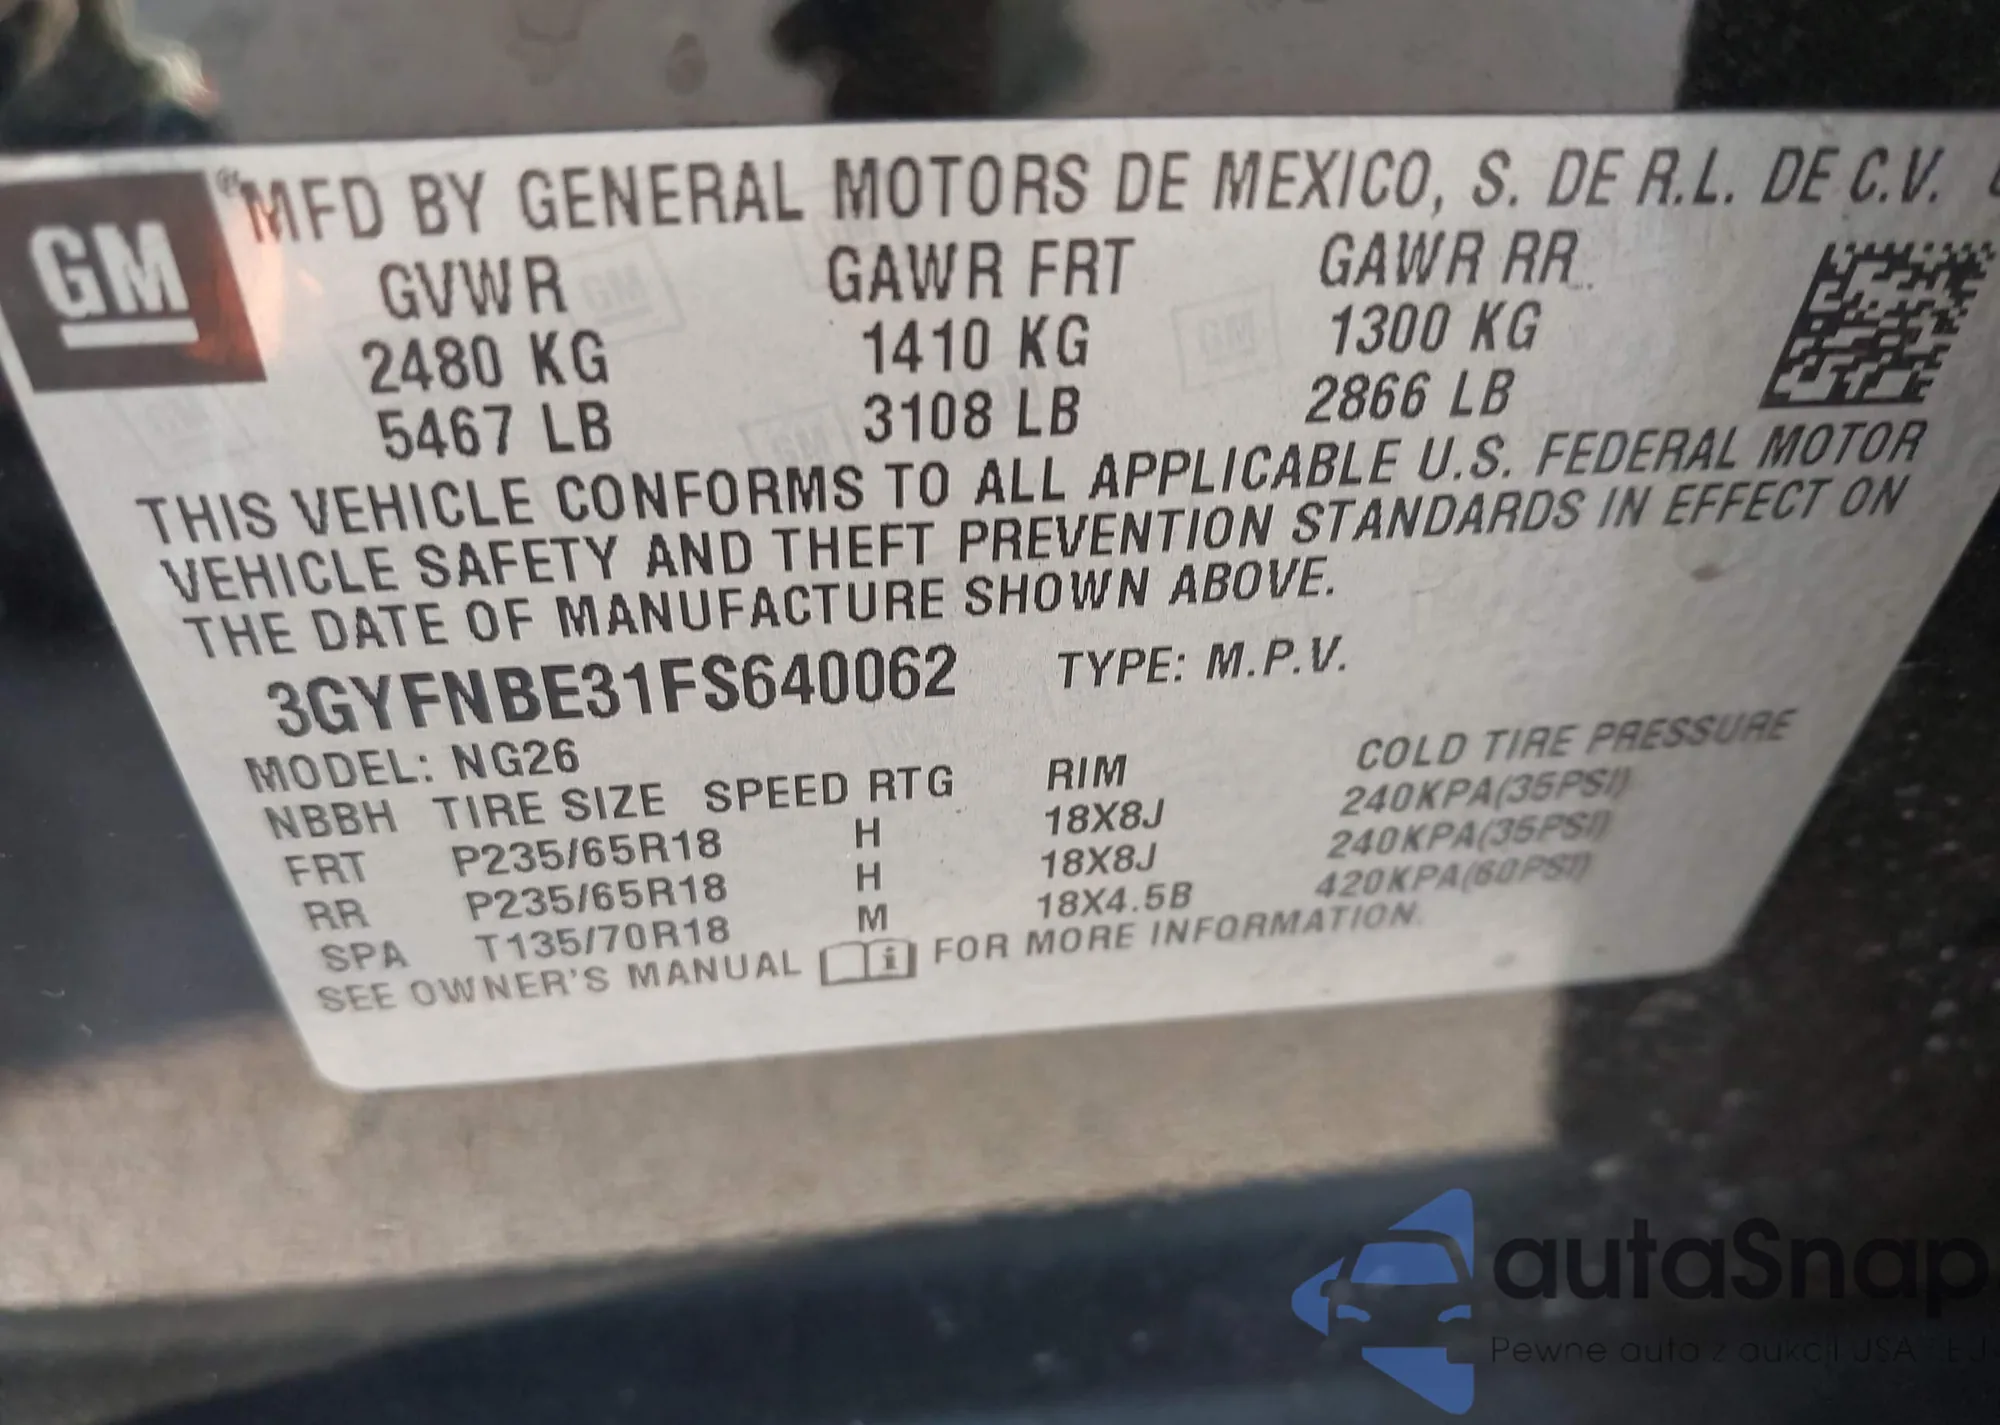 GM
® MFD BY GENERAL MOTORS DE MEXICO, S. DE R.L. DE C.V.
GVWR GAWR FRT GAWR RR
2480 KG 1410 KG 1300 KG
5467 LB 3108 LB 2866 LB
THIS VEHICLE CONFORMS TO ALL APPLICABLE U.S. FEDERAL MOTOR
VEHICLE SAFETY AND THEFT PREVENTION STANDARDS IN EFFECT ON
THE DATE OF MANUFACTURE SHOWN ABOVE.
3GYFNBE31FS640062 TYPE: M.P.V.
MODEL: NG26
NBBH TIRE SIZE SPEED RTG RIM COLD TIRE PRESSURE
FRT P235/65R18 H 18X8J 240KPA(35PSI)
RR P235/65R18 H 18X8J 240KPA(35PSI)
SPA T135/70R18 M 18X4.5B 420KPA(60PSI)
SEE OWNER'S MANUAL i FOR MORE INFORMATION.
autaSnap
Pewne auto z aukcji USA